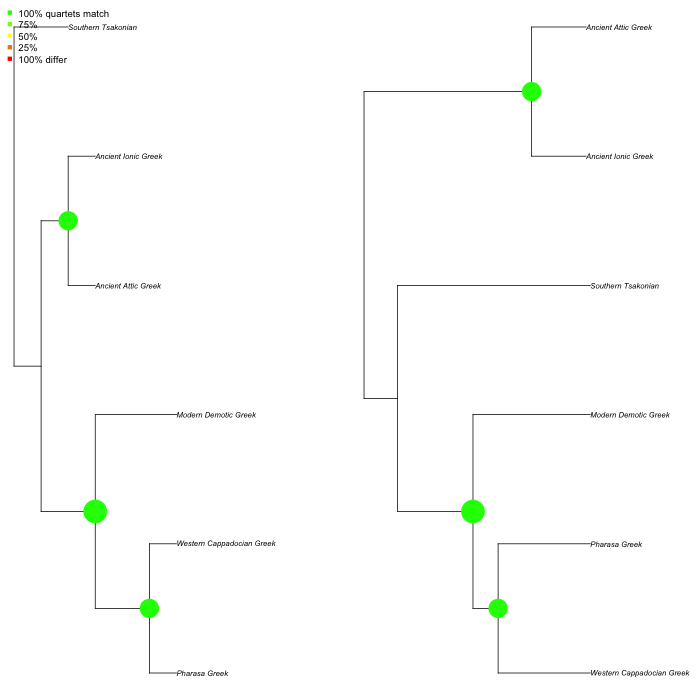 100% quartets match
75%
50%
25%
100% differ
Southern Tsakonian
Ancient Ionic Greek
Ancient Attic Greek
Modern Demotic Greek
Western Cappadocian Greek
Pharasa Greek
Ancient Attic Greek
Ancient Ionic Greek
Southern Tsakonian
Modern Demotic Greek
Pharasa Greek
Western Cappadocian Greek